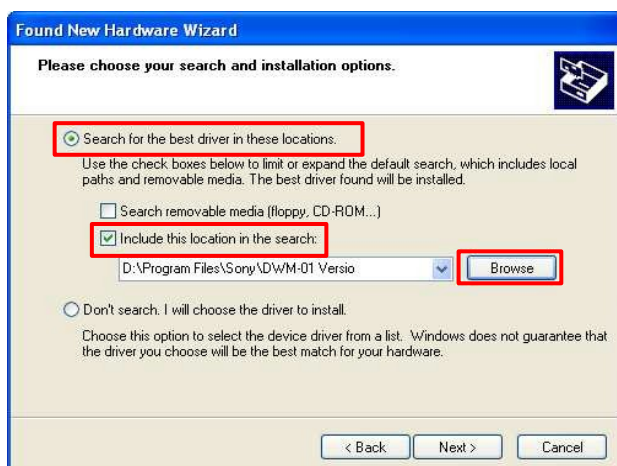 Found New Hardware Wizard
Please choose your search and installation options.
Search for the best driver in these locations.
Use the check boxes below to limit or expand the default search, which includes local
paths and removable media. The best driver found will be installed.
Search removable media (floppy, CD-ROM...)
Include this location in the search:
D:\Program Files\Sony\DWM-01 Versio
Browse
Don't search. I will choose the driver to install.
Choose this option to select the device driver from a list. Windows does not guarantee that
the driver you choose will be the best match for your hardware.
< Back
Next >
Cancel